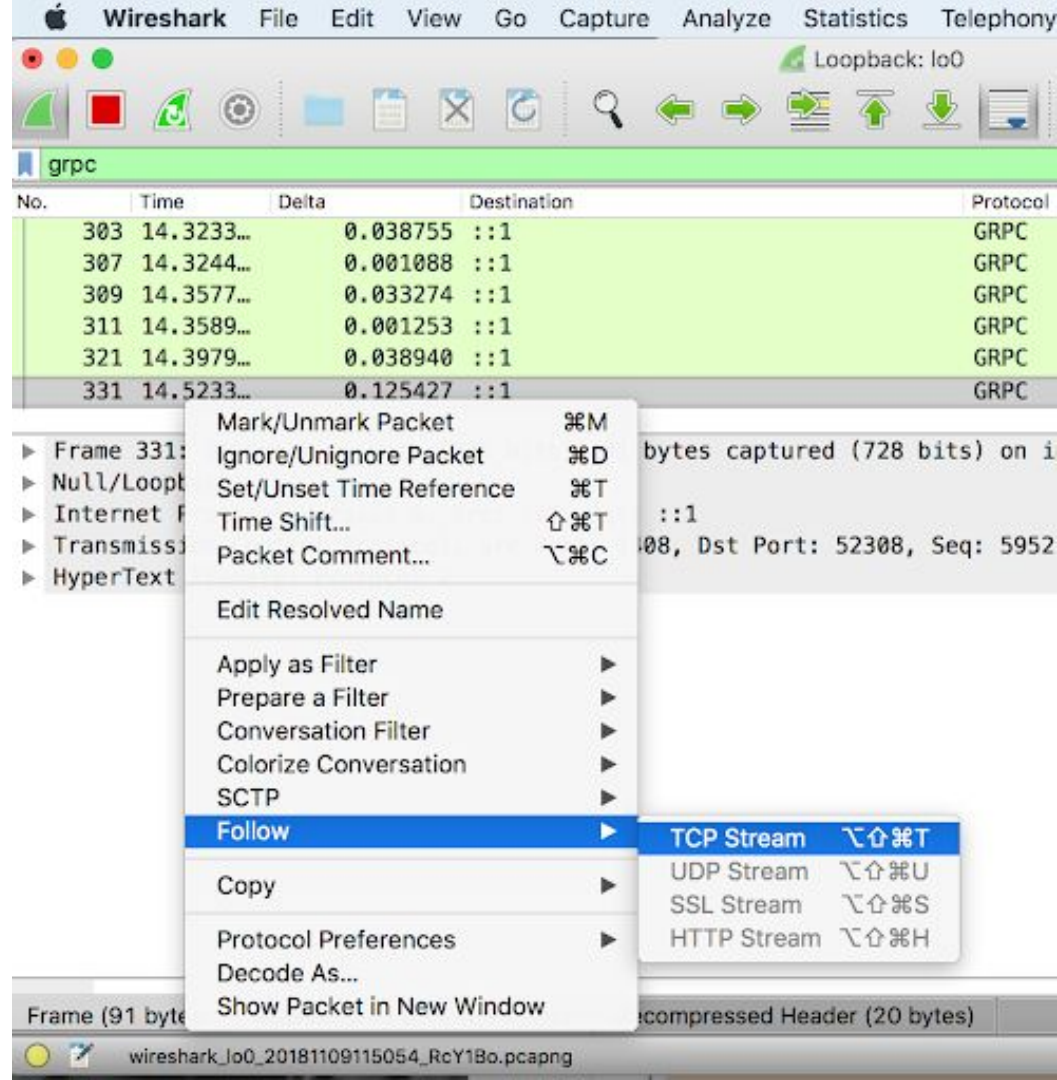 Wireshark File Edit View Go Capture Analyze Statistics Telephony
Loopback: lo0
grpc
No. Time Delta Destination Protocol
303 14.3233… 0.038755 ::1 GRPC
307 14.3244… 0.001088 ::1 GRPC
309 14.3577… 0.033274 ::1 GRPC
311 14.3589… 0.001253 ::1 GRPC
321 14.3979… 0.038940 ::1 GRPC
331 14.5233… 0.125427 ::1 GRPC
Frame 331: bytes captured (728 bits) on i
Null/Loopb
Internet P ::1
Transmissi 08, Dst Port: 52308, Seq: 5952
HyperText
Mark/Unmark Packet ⌘M
Ignore/Unignore Packet ⌘D
Set/Unset Time Reference ⌘T
Time Shift... ⇧⌘T
Packet Comment... ⌥⌘C
Edit Resolved Name
Apply as Filter
Prepare a Filter
Conversation Filter
Colorize Conversation
SCTP
Follow
TCP Stream ⌥⇧⌘T
UDP Stream ⌥⇧⌘U
SSL Stream ⌥⇧⌘S
HTTP Stream ⌥⇧⌘H
Copy
Protocol Preferences
Decode As...
Show Packet in New Window
Frame (91 byte ecompressed Header (20 bytes)
wireshark_lo0_20181109115054_RcY1Bo.pcapng